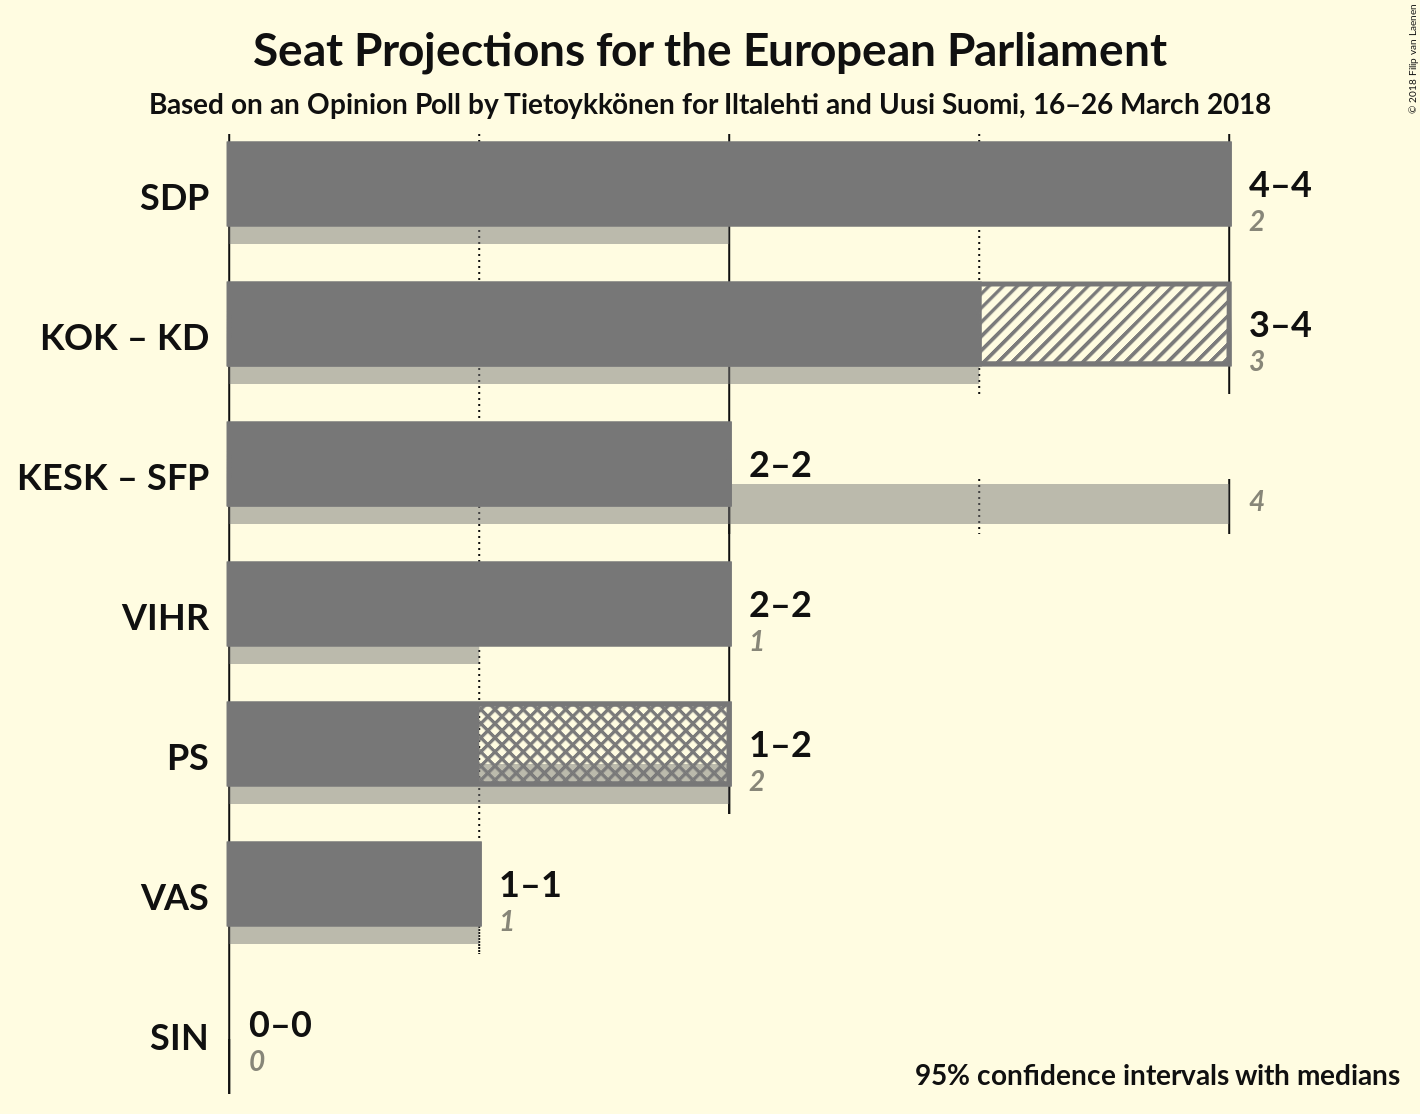 Seat Projections for the European Parliament
Based on an Opinion Poll by Tietoykkönen for Iltalehti and Uusi Suomi, 16–26 March 2018
© 2018 Filip van Laenen
SDP
4–4
2
KOK – KD
3–4
3
KESK – SFP
2–2
4
VIHR
2–2
1
PS
1–2
2
VAS
1–1
1
SIN
0–0
0
95% confidence intervals with medians